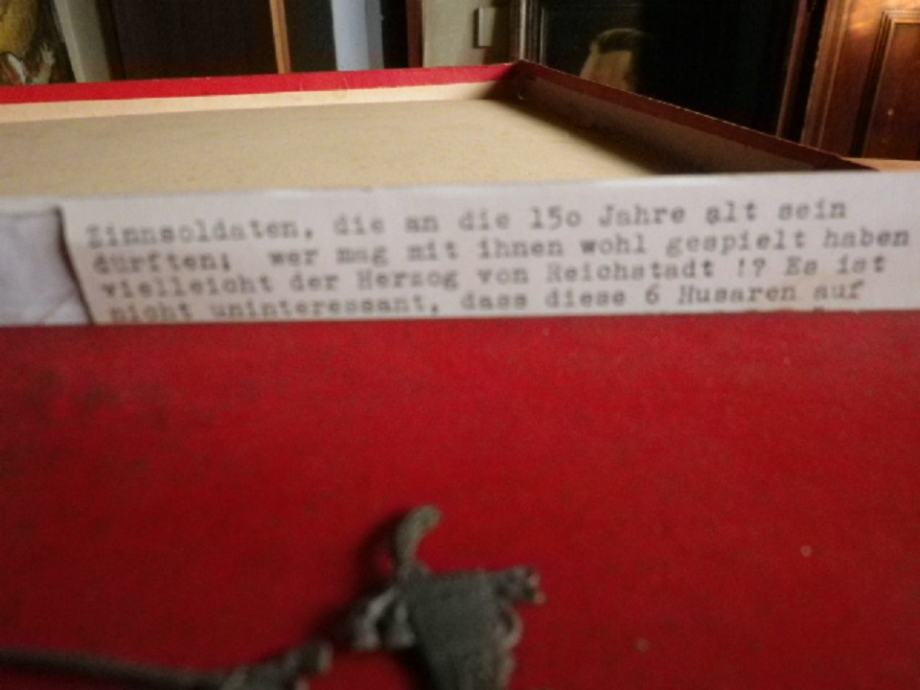 Zinnsoldaten, die an die 15o Jahre alt sein
dürften; wer mag mit ihnen wohl gespielt haben
vielleicht der Herzog von Reichstadt !? Es ist
nicht uninteressant, dass diese 6 Husaren auf